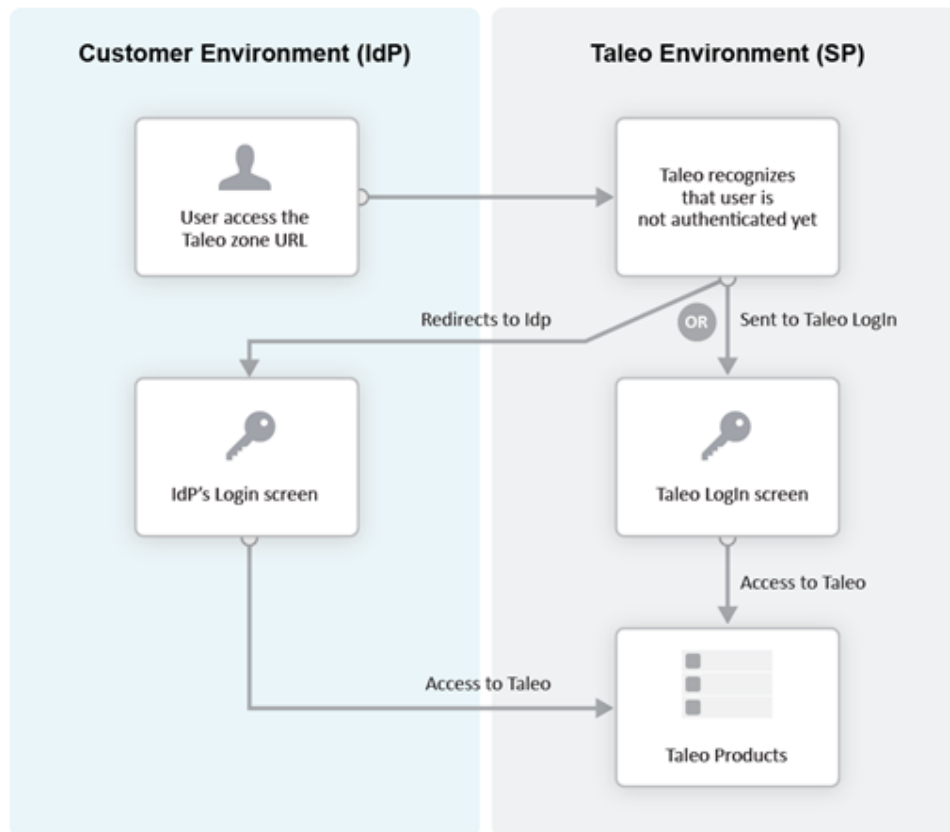 Customer Environment (IdP)
Taleo Environment (SP)
User access the
Taleo zone URL
Taleo recognizes
that user is
not authenticated yet
Redirects to Idp
OR
Sent to Taleo LogIn
IdP's Login screen
Taleo LogIn screen
Access to Taleo
Access to Taleo
Taleo Products